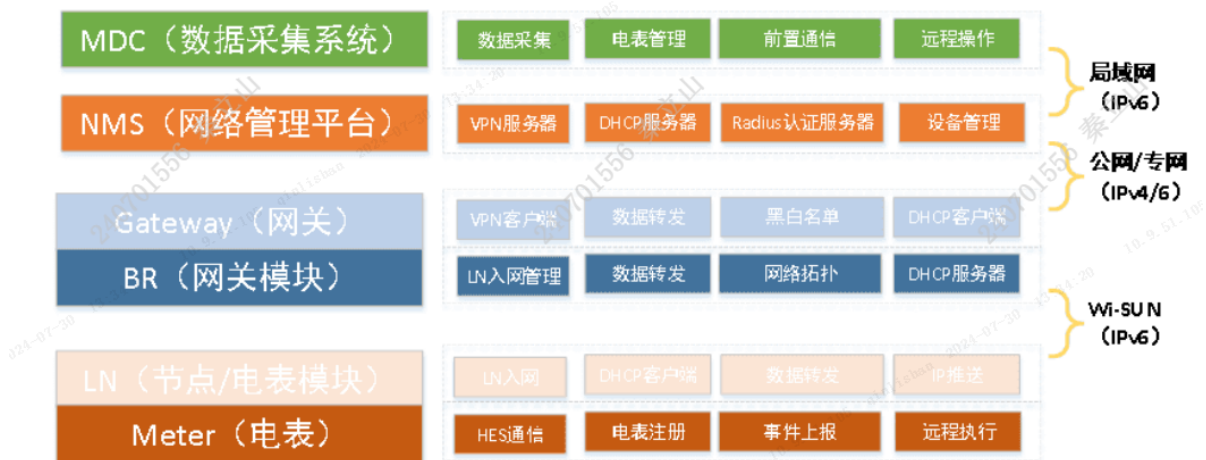 MDC（数据采集系统）
数据采集 电表管理 前置通信 远程操作
局域网
（IPv6）
NMS（网络管理平台）
VPN服务器 DHCP服务器 Radius认证服务器 设备管理
公网/专网
（IPv4/6）
Gateway（网关）
VPN客户端 数据转发 黑白名单 DHCP客户端
BR（网关模块）
LN入网管理 数据转发 网络拓扑 DHCP服务器
Wi-SUN
（IPv6）
LN（节点/电表模块）
LN入网 DHCP客户端 数据转发 IP推送
Meter（电表）
HES通信 电表注册 事件上报 远程执行
240701556 秦立山